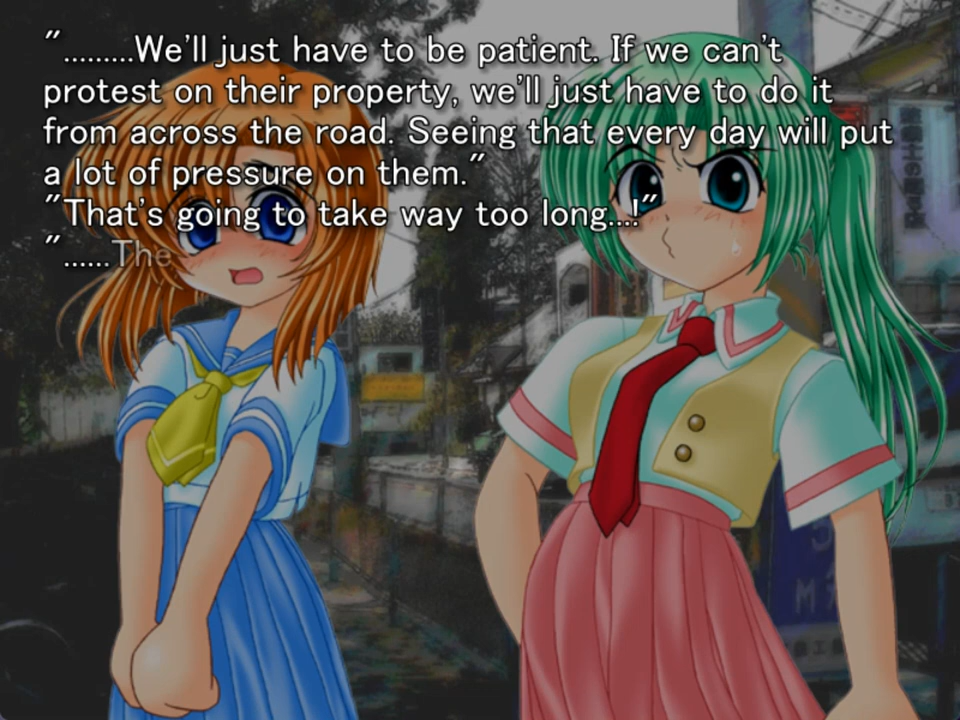 ".........We'll just have to be patient. If we can't
protest on their property, we'll just have to do it
from across the road. Seeing that every day will put
a lot of pressure on them."
"That's going to take way too long...!"
"......The